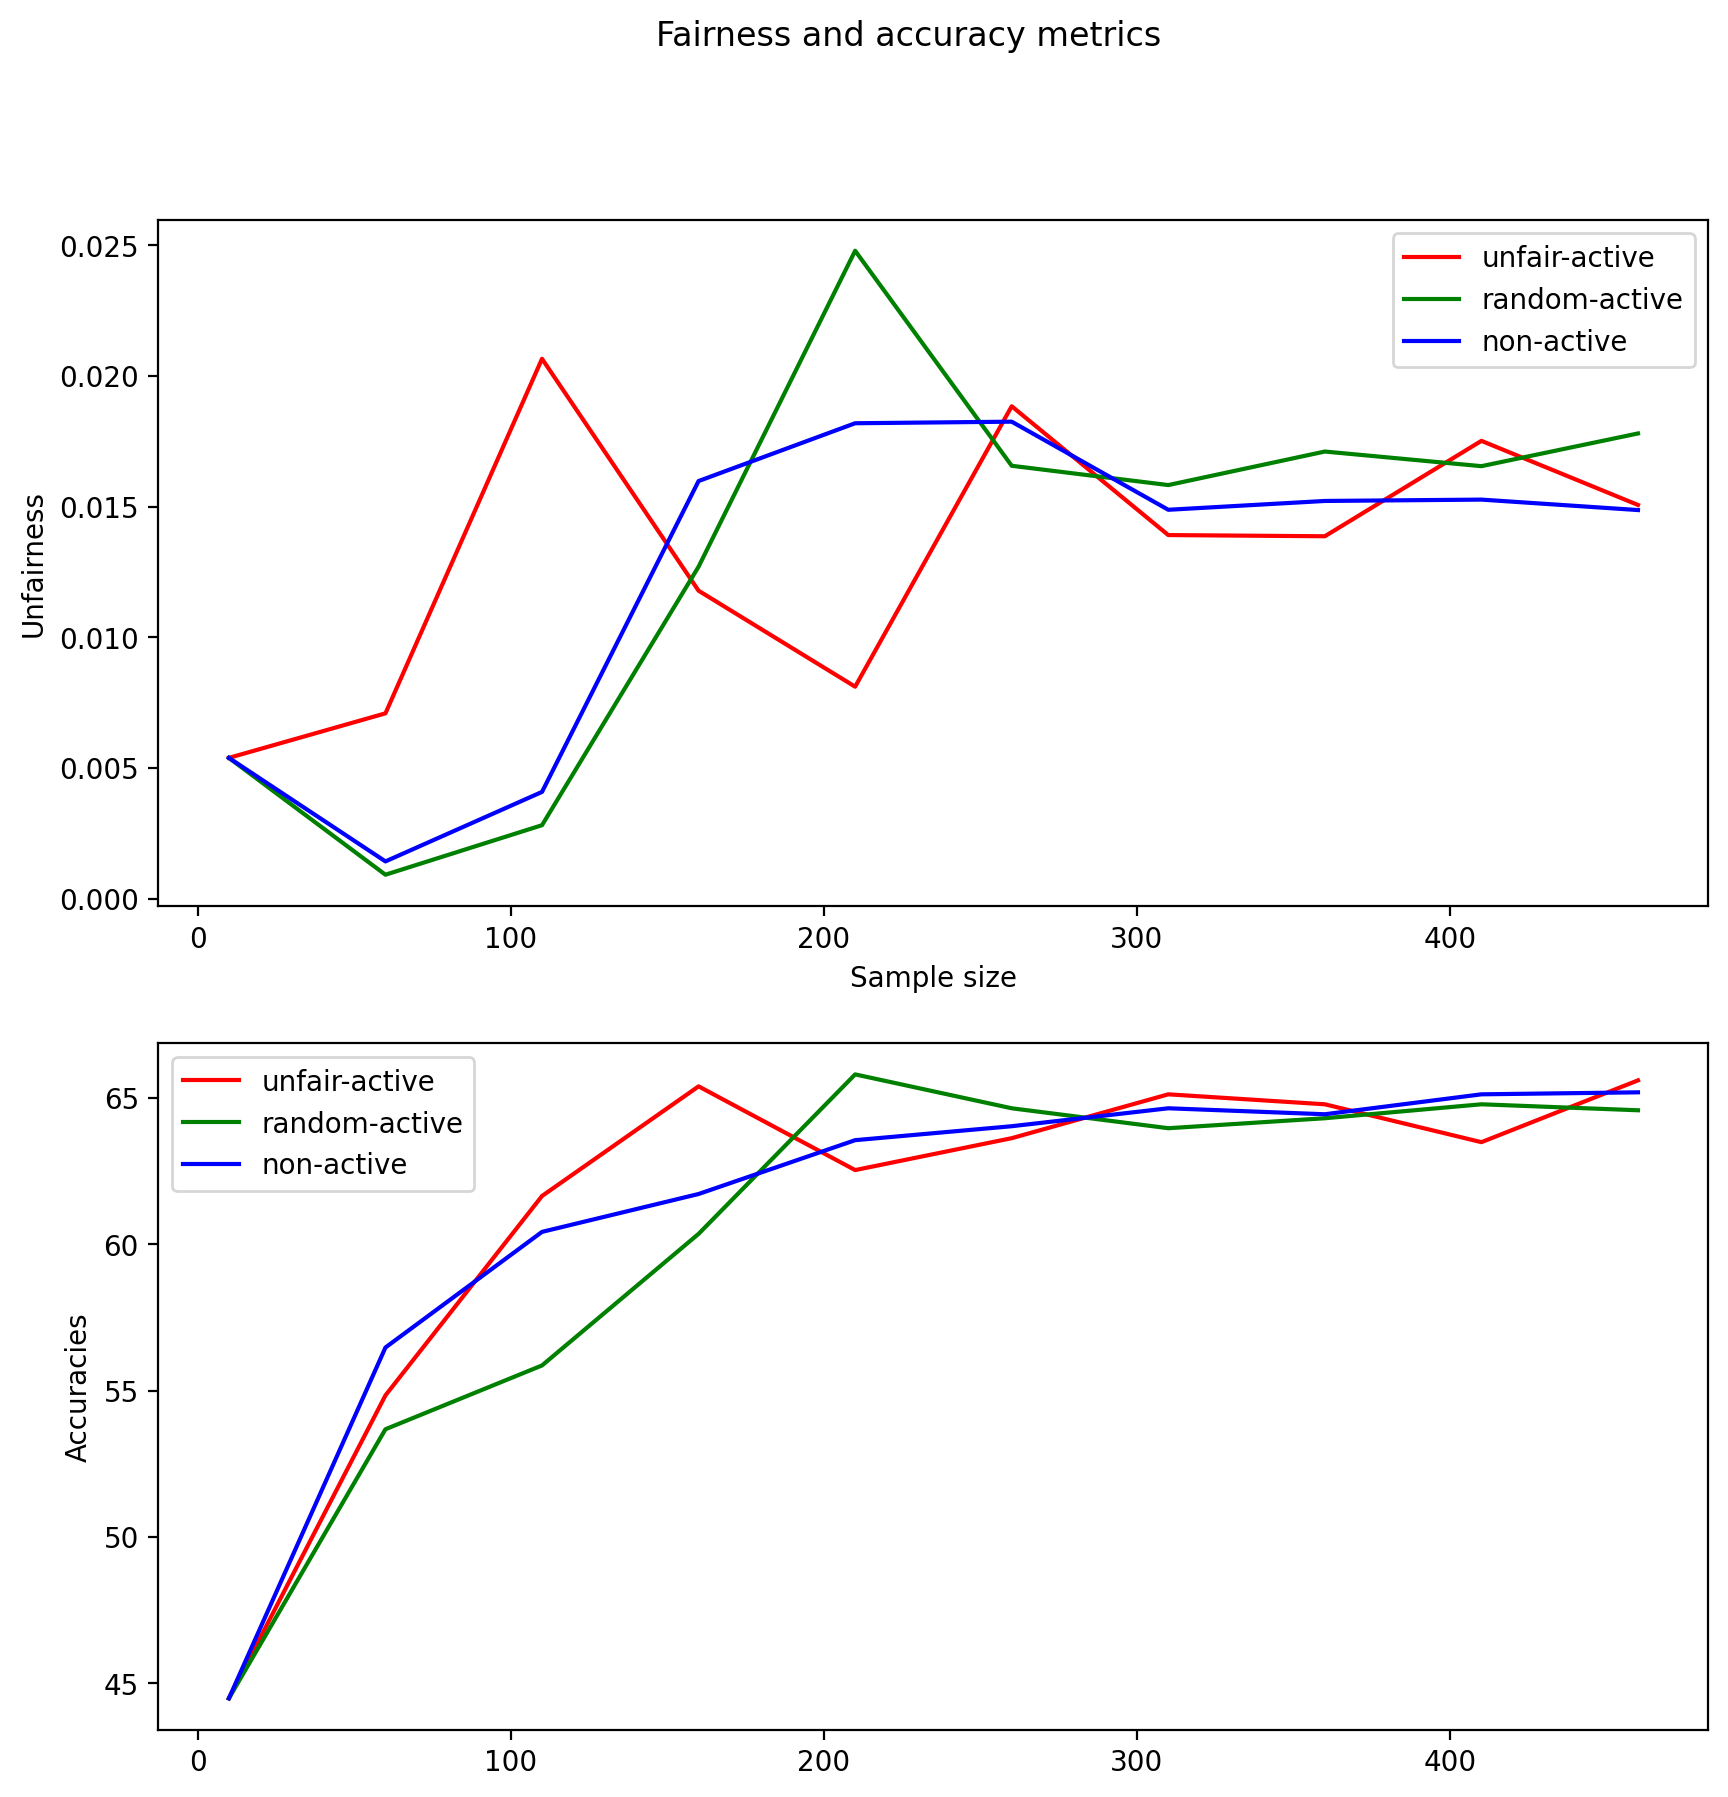 Fairness and accuracy metrics
0.025
0.020
0.015
0.010
0.005
0.000
Unfairness
unfair-active
random-active
non-active
0 100 200 300 400
Sample size
65
60
55
50
45
Accuracies
unfair-active
random-active
non-active
0 100 200 300 400